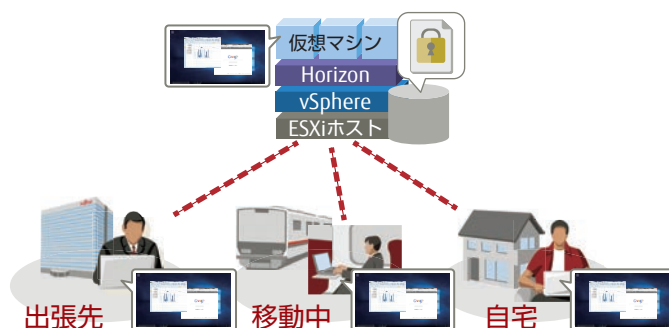 仮想マシン
Horizon
vSphere
ESXiホスト
出張先
移動中
自宅